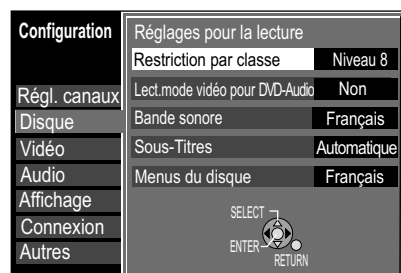 Configuration
Régl. canaux
Disque
Vidéo
Audio
Affichage
Connexion
Autres
Réglages pour la lecture
Restriction par classe Niveau 8
Lect.mode vidéo pour DVD-Audio Non
Bande sonore Français
Sous-Titres Automatique
Menus du disque Français
SELECT
ENTER
RETURN